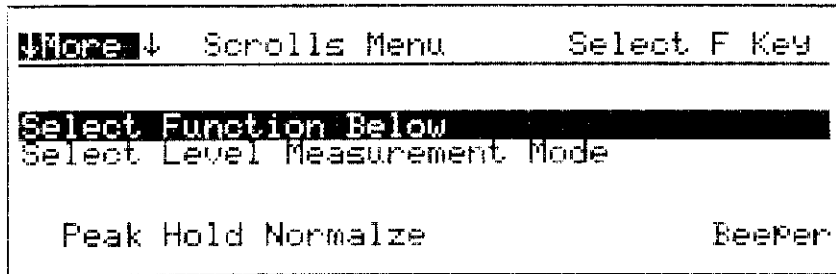 ↓More↓ Scrolls Menu Select F Key
Select Function Below
Select Level Measurement Mode
Peak Hold Normalze Beeper